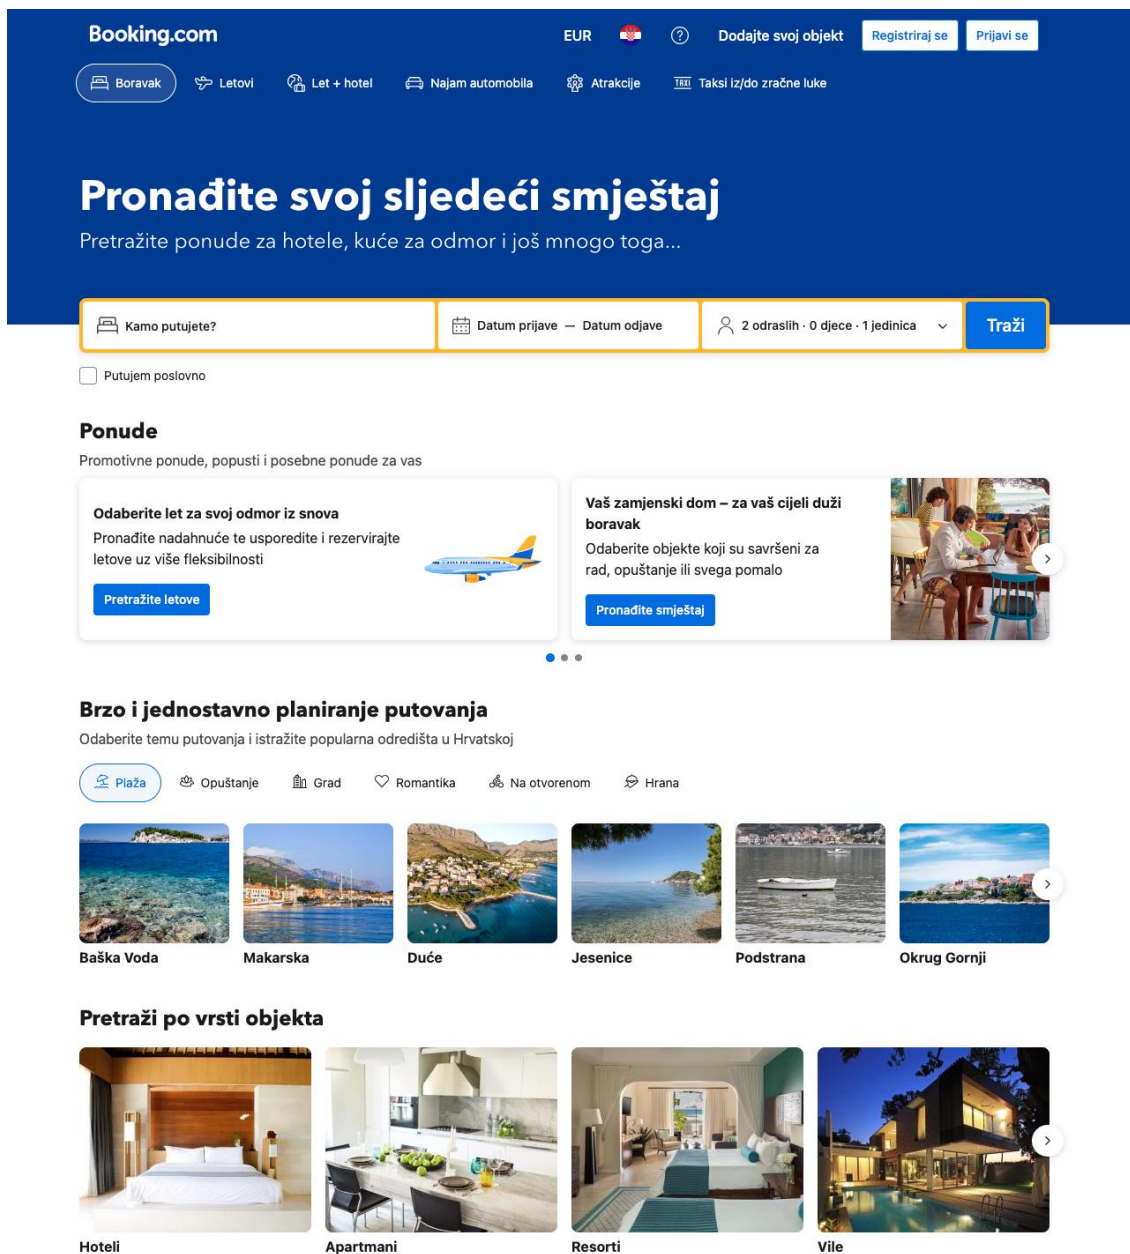 Booking.com
EUR
Dodajte svoj objekt
Registriraj se
Prijavi se
Boravak
Letovi
Let + hotel
Najam automobila
Atrakcije
TAXI
Taksi iz/do zračne luke
Pronađite svoj sljedeći smještaj
Pretražite ponude za hotele, kuće za odmor i još mnogo toga...
Kamo putujete?
Datum prijave — Datum odjave
2 odraslih · 0 djece · 1 jedinica
Traži
Putujem poslovno
Ponude
Promotivne ponude, popusti i posebne ponude za vas
Odaberite let za svoj odmor iz snova
Pronađite nadahnuće te usporedite i rezervirajte
letove uz više fleksibilnosti
Pretražite letove
Vaš zamjenski dom – za vaš cijeli duži
boravak
Odaberite objekte koji su savršeni za
rad, opuštanje ili svega pomalo
Pronađite smještaj
Brzo i jednostavno planiranje putovanja
Odaberite temu putovanja i istražite popularna odredišta u Hrvatskoj
Plaža
Opuštanje
Grad
Romantika
Na otvorenom
Hrana
Baška Voda
Makarska
Duće
Jesenice
Podstrana
Okrug Gornji
Pretraži po vrsti objekta
Hoteli
Apartmani
Resorti
Vile